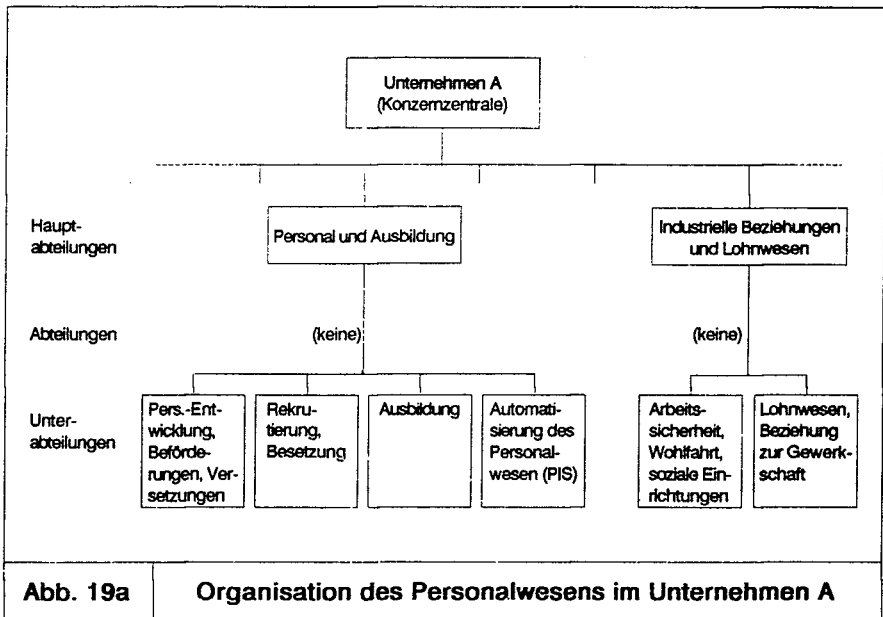 Unternehmen A
(Konzernzentrale)
Haupt-
abteilungen
Personal und Ausbildung
Industrielle Beziehungen
und Lohnwesen
Abteilungen
(keine)
(keine)
Unter-
abteilungen
Pers.-Ent-
wicklung,
Beförde-
rungen, Ver-
setzungen
Rekru-
tierung,
Besetzung
Ausbildung
Automati-
sierung des
Personal-
wesen (PIS)
Arbeits-
sicherheit,
Wohlfahrt,
soziale Ein-
richtungen
Lohnwesen,
Beziehung
zur Gewerk-
schaft
Abb. 19a
Organisation des Personalwesens im Unternehmen A